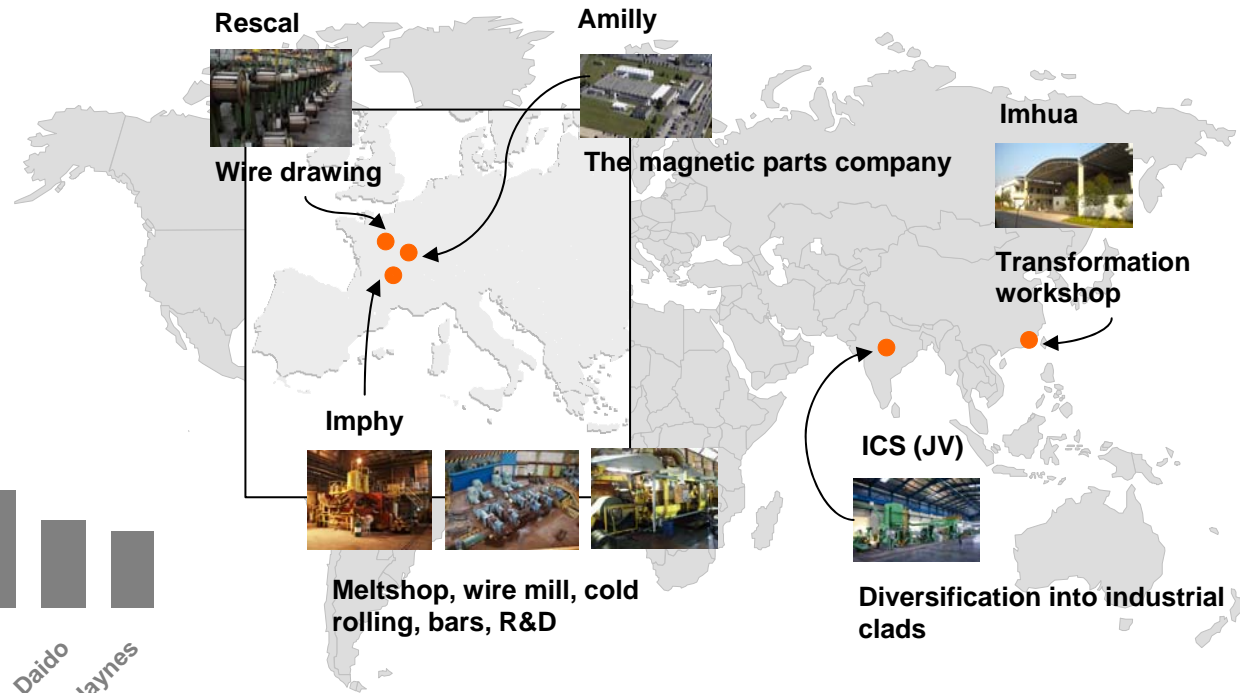 Rescal
Amilly
Imhua
Wire drawing
The magnetic parts company
Transformation
workshop
Imphy
ICS (JV)
Meltshop, wire mill, cold
rolling, bars, R&D
Diversification into industrial
clads
Daido